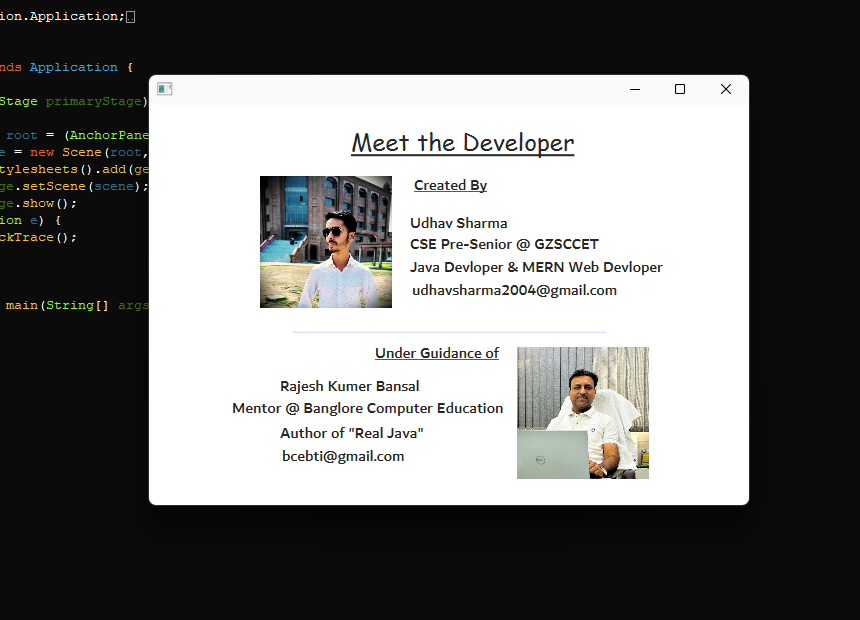 ion.Application;
nds Application {
Stage primaryStage)
root = (AnchorPane
e = new Scene(root,
tylesheets().add(ge
ge.setScene(scene);
ge.show();
ion e) {
ckTrace();
main(String[] args
Meet the Developer
Created By
Udhav Sharma
CSE Pre-Senior @ GZSCCET
Java Devloper & MERN Web Devloper
udhavsharma2004@gmail.com
Under Guidance of
Rajesh Kumer Bansal
Mentor @ Banglore Computer Education
Author of "Real Java"
bcebti@gmail.com
DELL